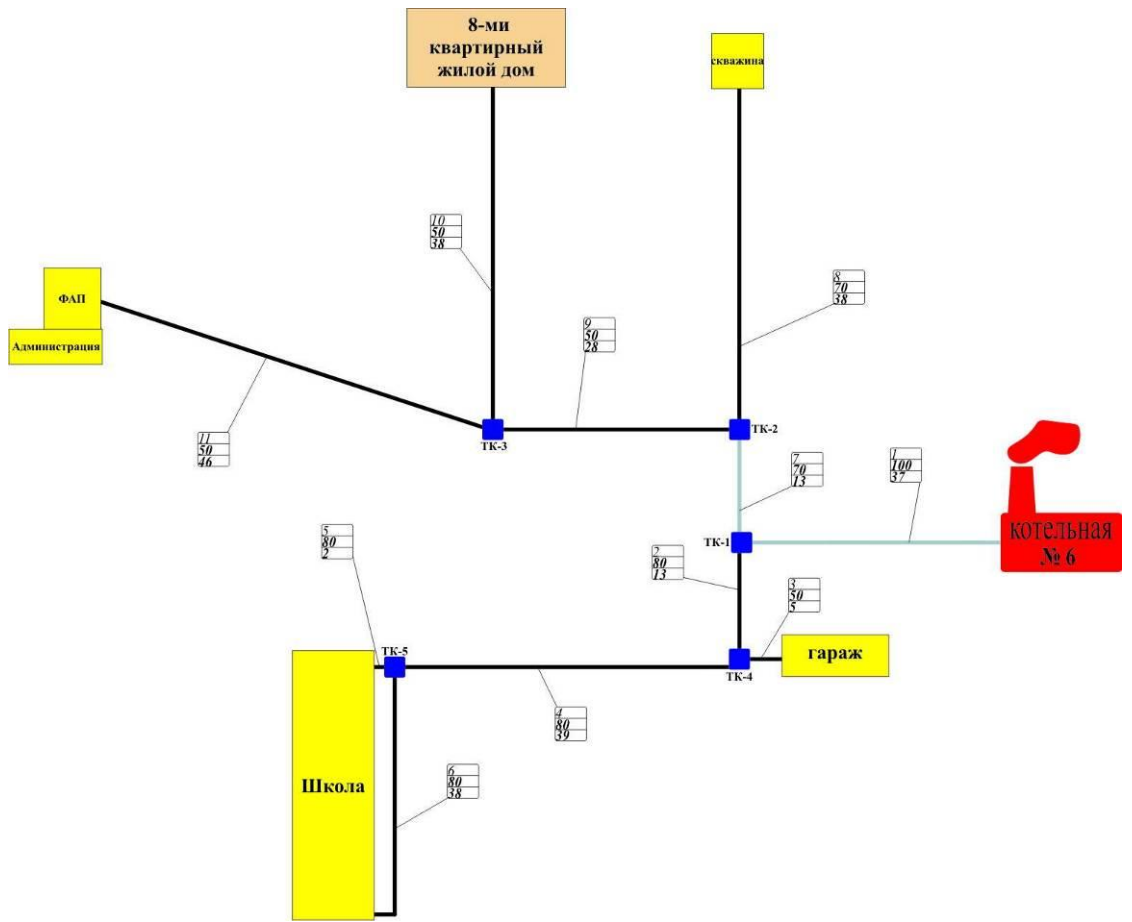 8-ми
квартирный
жилой дом
скважина
10
50
38
ФАП
Администрация
8
70
38
9
50
28
ТК-3
ТК-2
11
50
46
7
70
13
1
100
37
котельная
№ 6
ТК-1
5
80
2
2
80
13
3
50
5
гараж
ТК-5
ТК-4
4
80
39
Школа
6
80
38